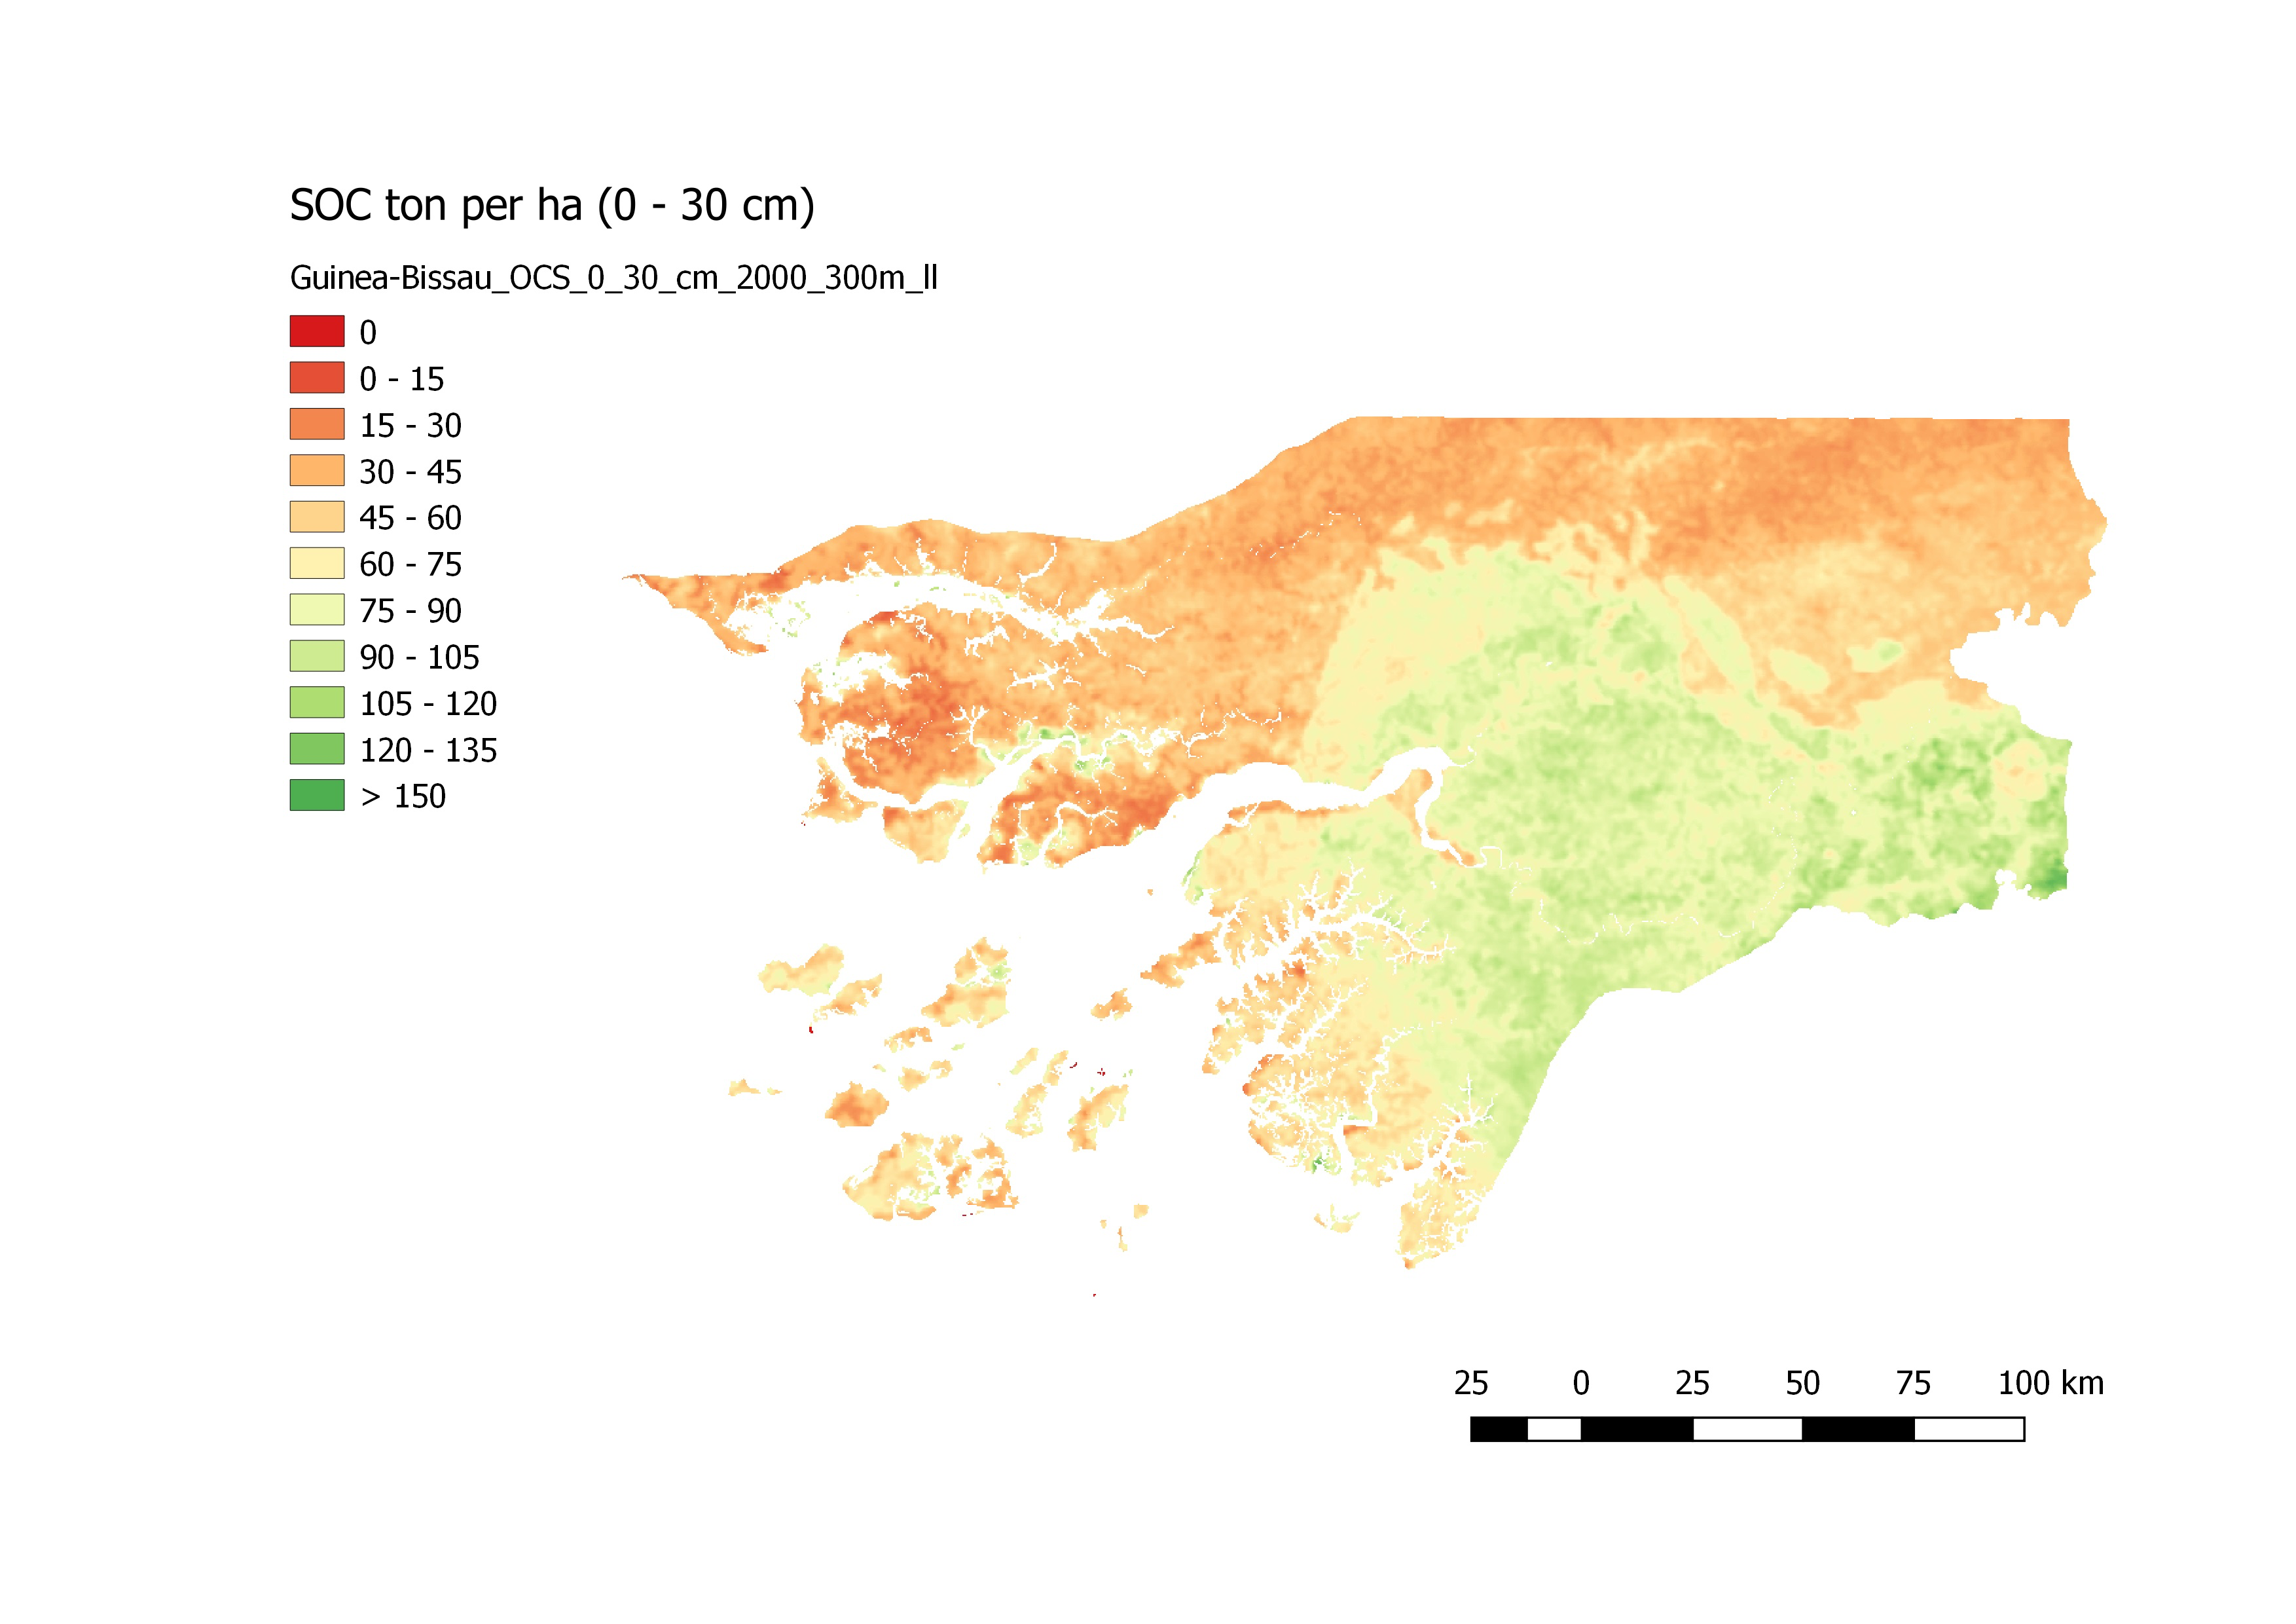 SOC ton per ha (0 - 30 cm)
Guinea-Bissau_OCS_0_30_cm_2000_300m_ll
0
0 - 15
15 - 30
30 - 45
45 - 60
60 - 75
75 - 90
90 - 105
105 - 120
120 - 135
> 150
25 0 25 50 75 100 km